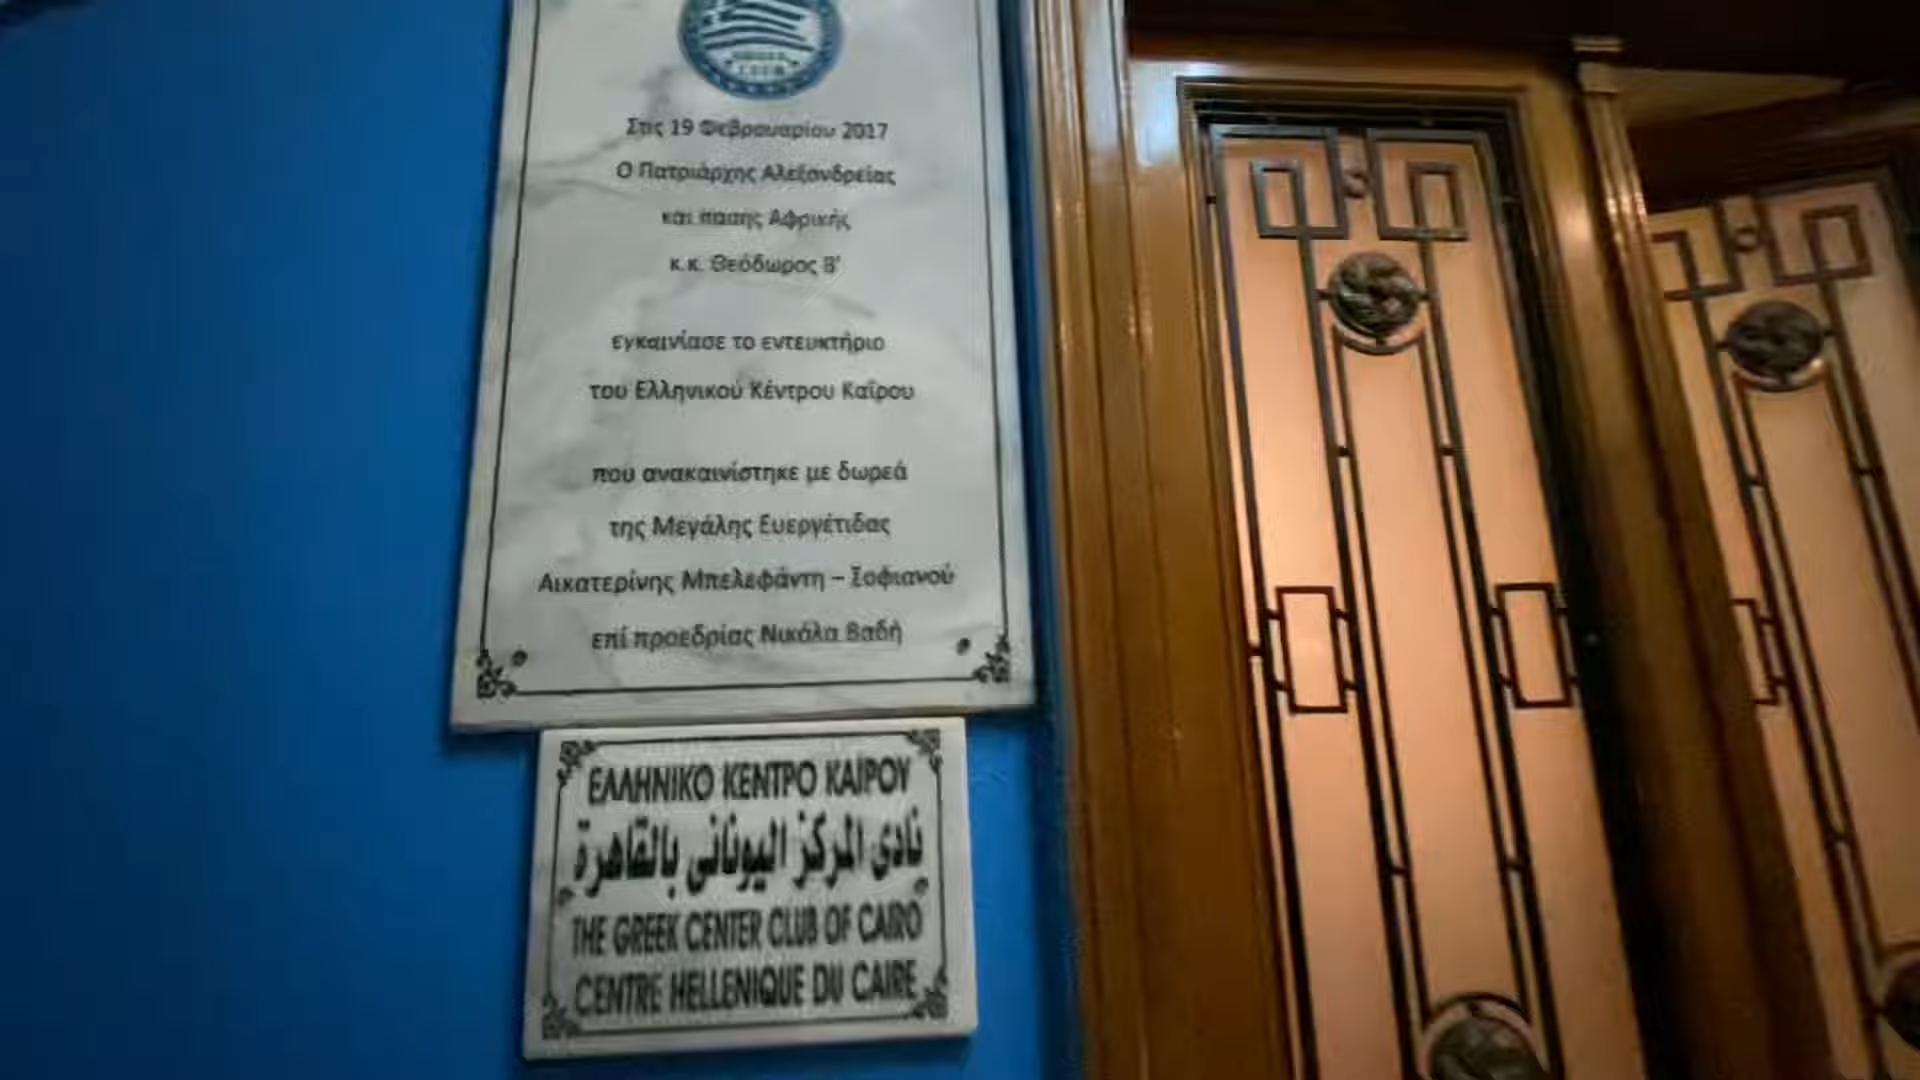 Στις 19 Φεβρουαρίου 2017
Ο Πατριάρχης Αλεξανδρείας
και πασης Αφρικής
κ.κ. Θεόδωρος Β'
εγκαινίασε το εντευκτήριο
του Ελληνικού Κέντρου Καΐρου
που ανακαινίστηκε με δωρεά
της Μεγάλης Ευεργέτιδας
Αικατερίνης Μπελεφάντη – Σοφιανού
επί προεδρίας Νικόλα Βαδή
ΕΛΛΗΝΙΚΟ ΚΕΝΤΡΟ ΚΑΙΡΟΥ
نادى المركز اليونانى بالقاهرة
THE GREEK CENTER CLUB OF CAIRO
CENTRE HELLENIQUE DU CAIRE